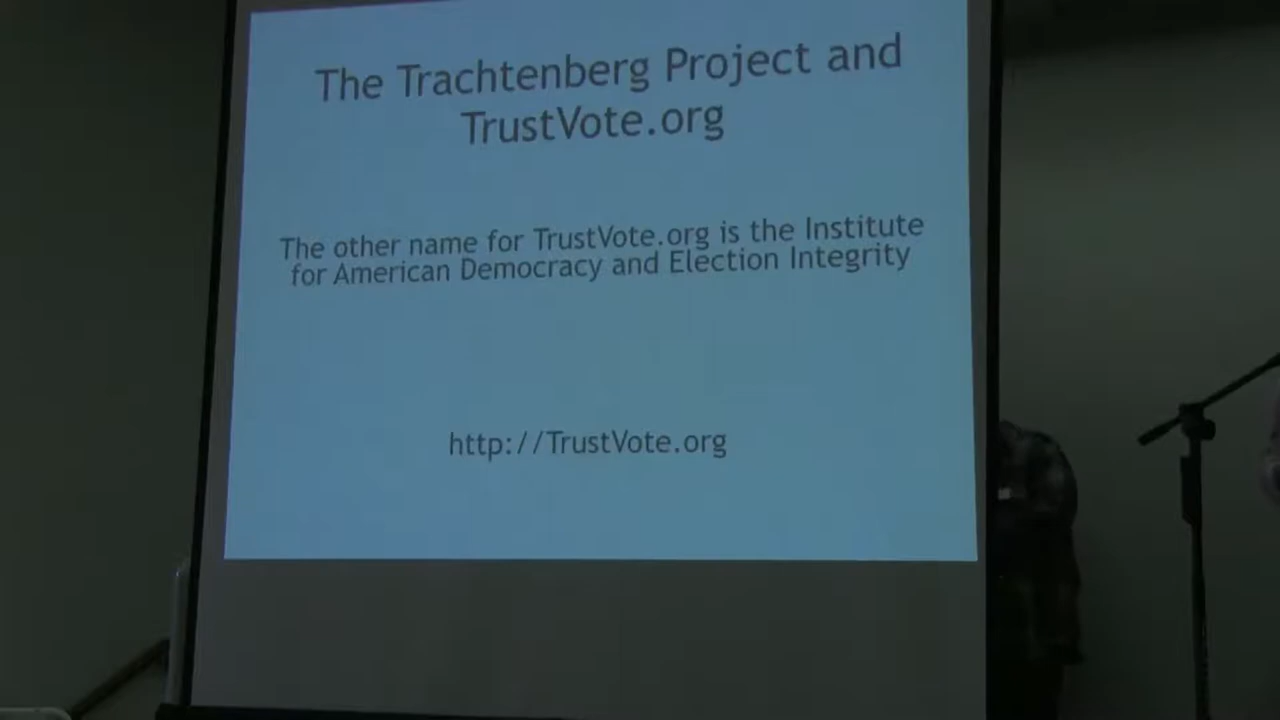 The Trachtenberg Project and
TrustVote.org
The other name for TrustVote.org is the Institute
for American Democracy and Election Integrity
http://TrustVote.org